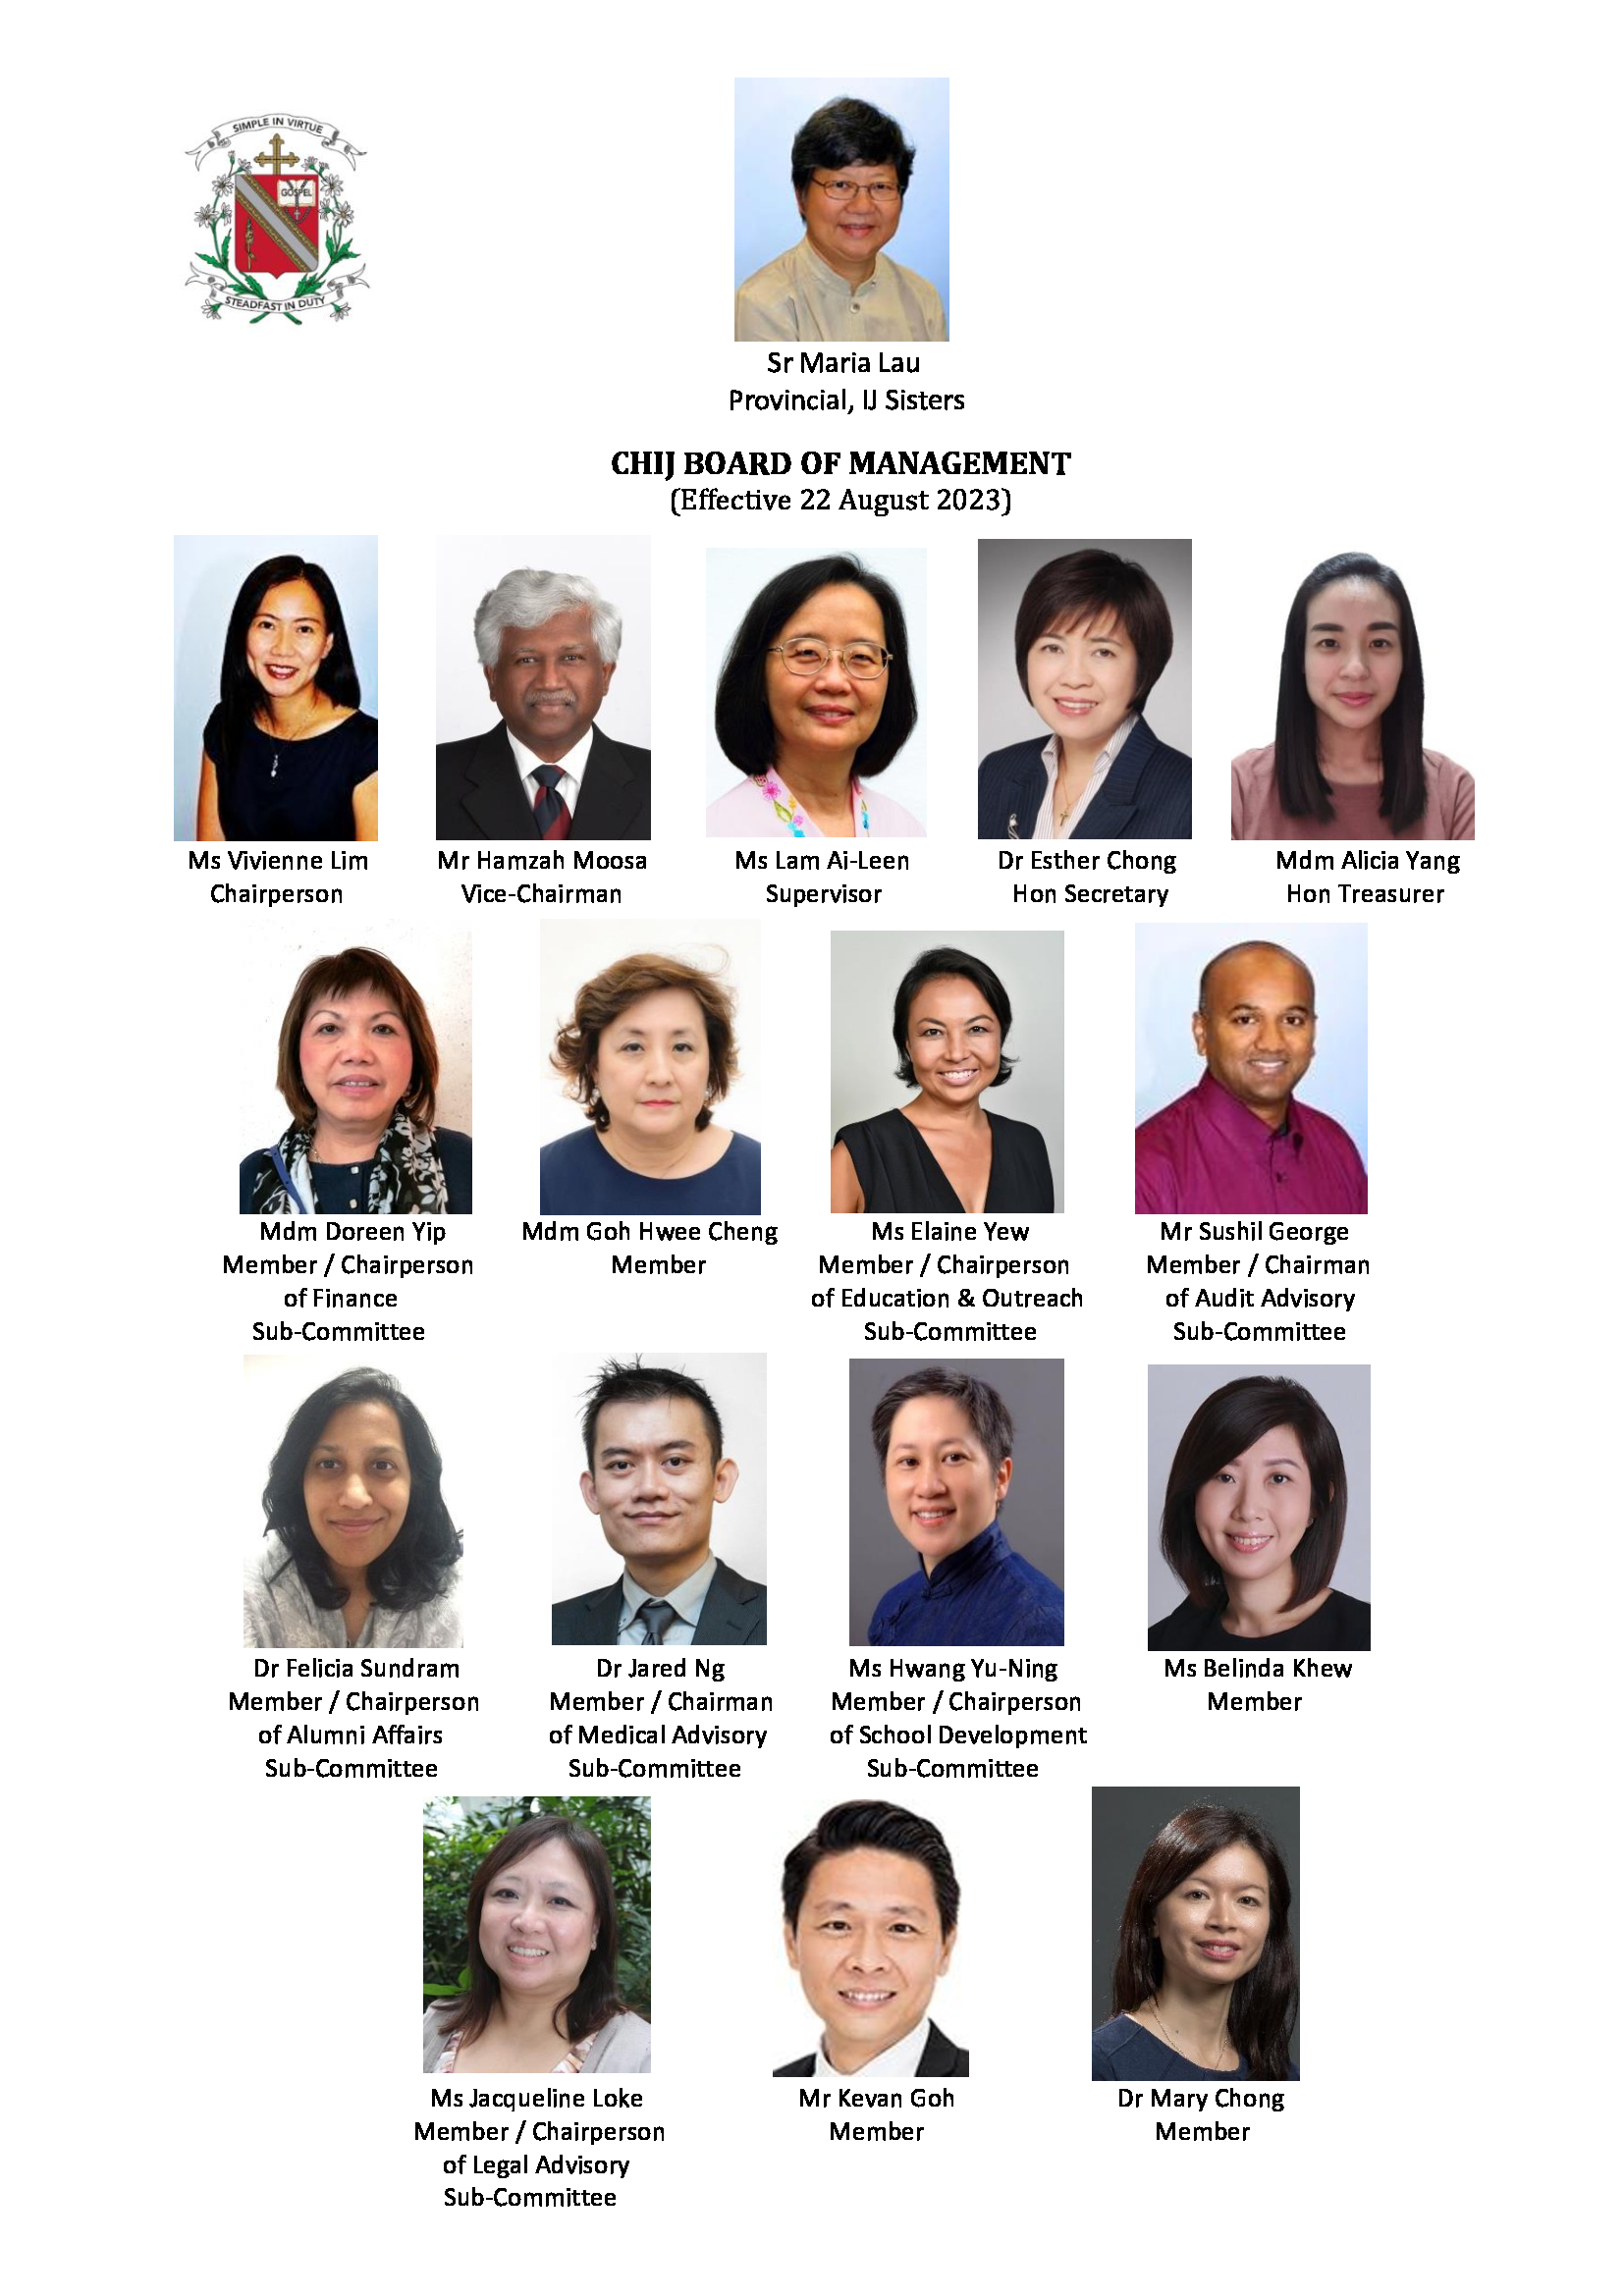 SIMPLE IN VIRTUE
GOSPEL
STEADFAST IN DUTY
Sr Maria Lau
Provincial, IJ Sisters
CHIJ BOARD OF MANAGEMENT
(Effective 22 August 2023)
Ms Vivienne Lim
Chairperson
Mr Hamzah Moosa
Vice-Chairman
Ms Lam Ai-Leen
Supervisor
Dr Esther Chong
Hon Secretary
Mdm Alicia Yang
Hon Treasurer
Mdm Doreen Yip
Member / Chairperson
of Finance
Sub-Committee
Mdm Goh Hwee Cheng
Member
Ms Elaine Yew
Member / Chairperson
of Education & Outreach
Sub-Committee
Mr Sushil George
Member / Chairman
of Audit Advisory
Sub-Committee
Dr Felicia Sundram
Member / Chairperson
of Alumni Affairs
Sub-Committee
Dr Jared Ng
Member / Chairman
of Medical Advisory
Sub-Committee
Ms Hwang Yu-Ning
Member / Chairperson
of School Development
Sub-Committee
Ms Belinda Khew
Member
Ms Jacqueline Loke
Member / Chairperson
of Legal Advisory
Sub-Committee
Mr Kevan Goh
Member
Dr Mary Chong
Member